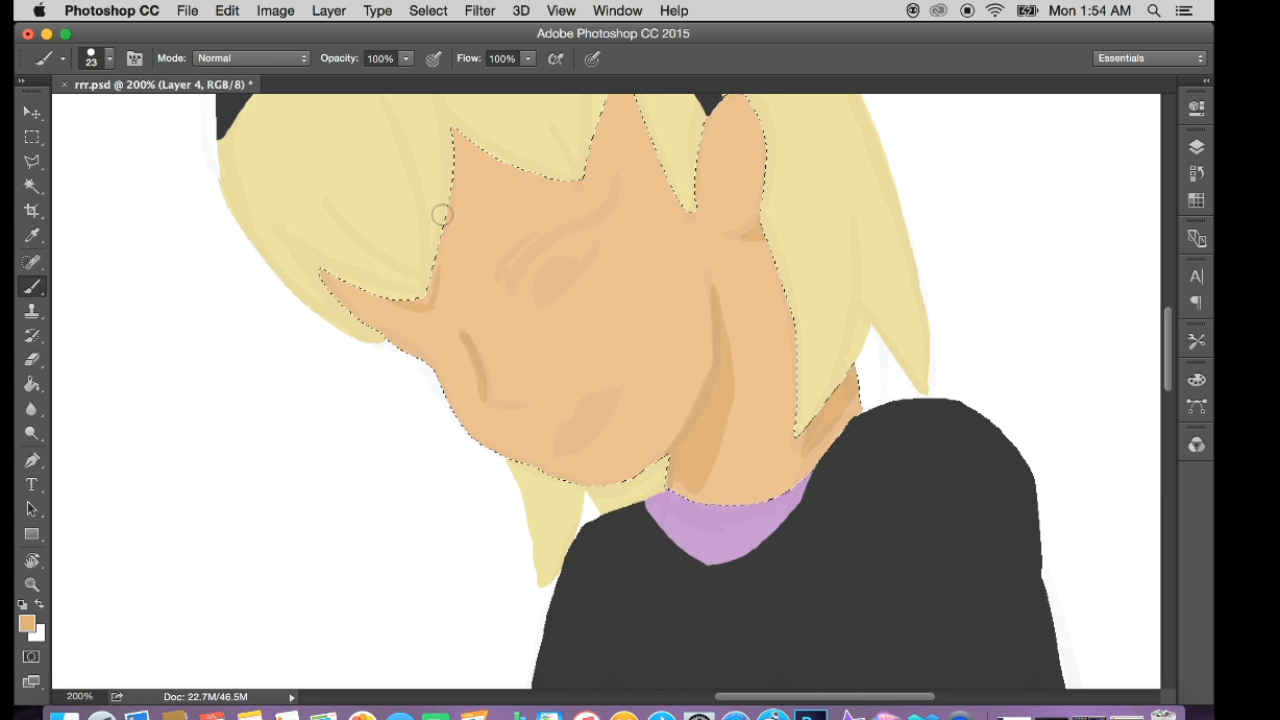 Photoshop CC File Edit Image Layer Type Select Filter 3D View Window Help Mon 1:54 AM
Adobe Photoshop CC 2015
23 Mode: Normal Opacity: 100% Flow: 100% Essentials
× rrr.psd @ 200% (Layer 4, RGB/8) *
A
T
200% Doc: 22.7M/46.5M